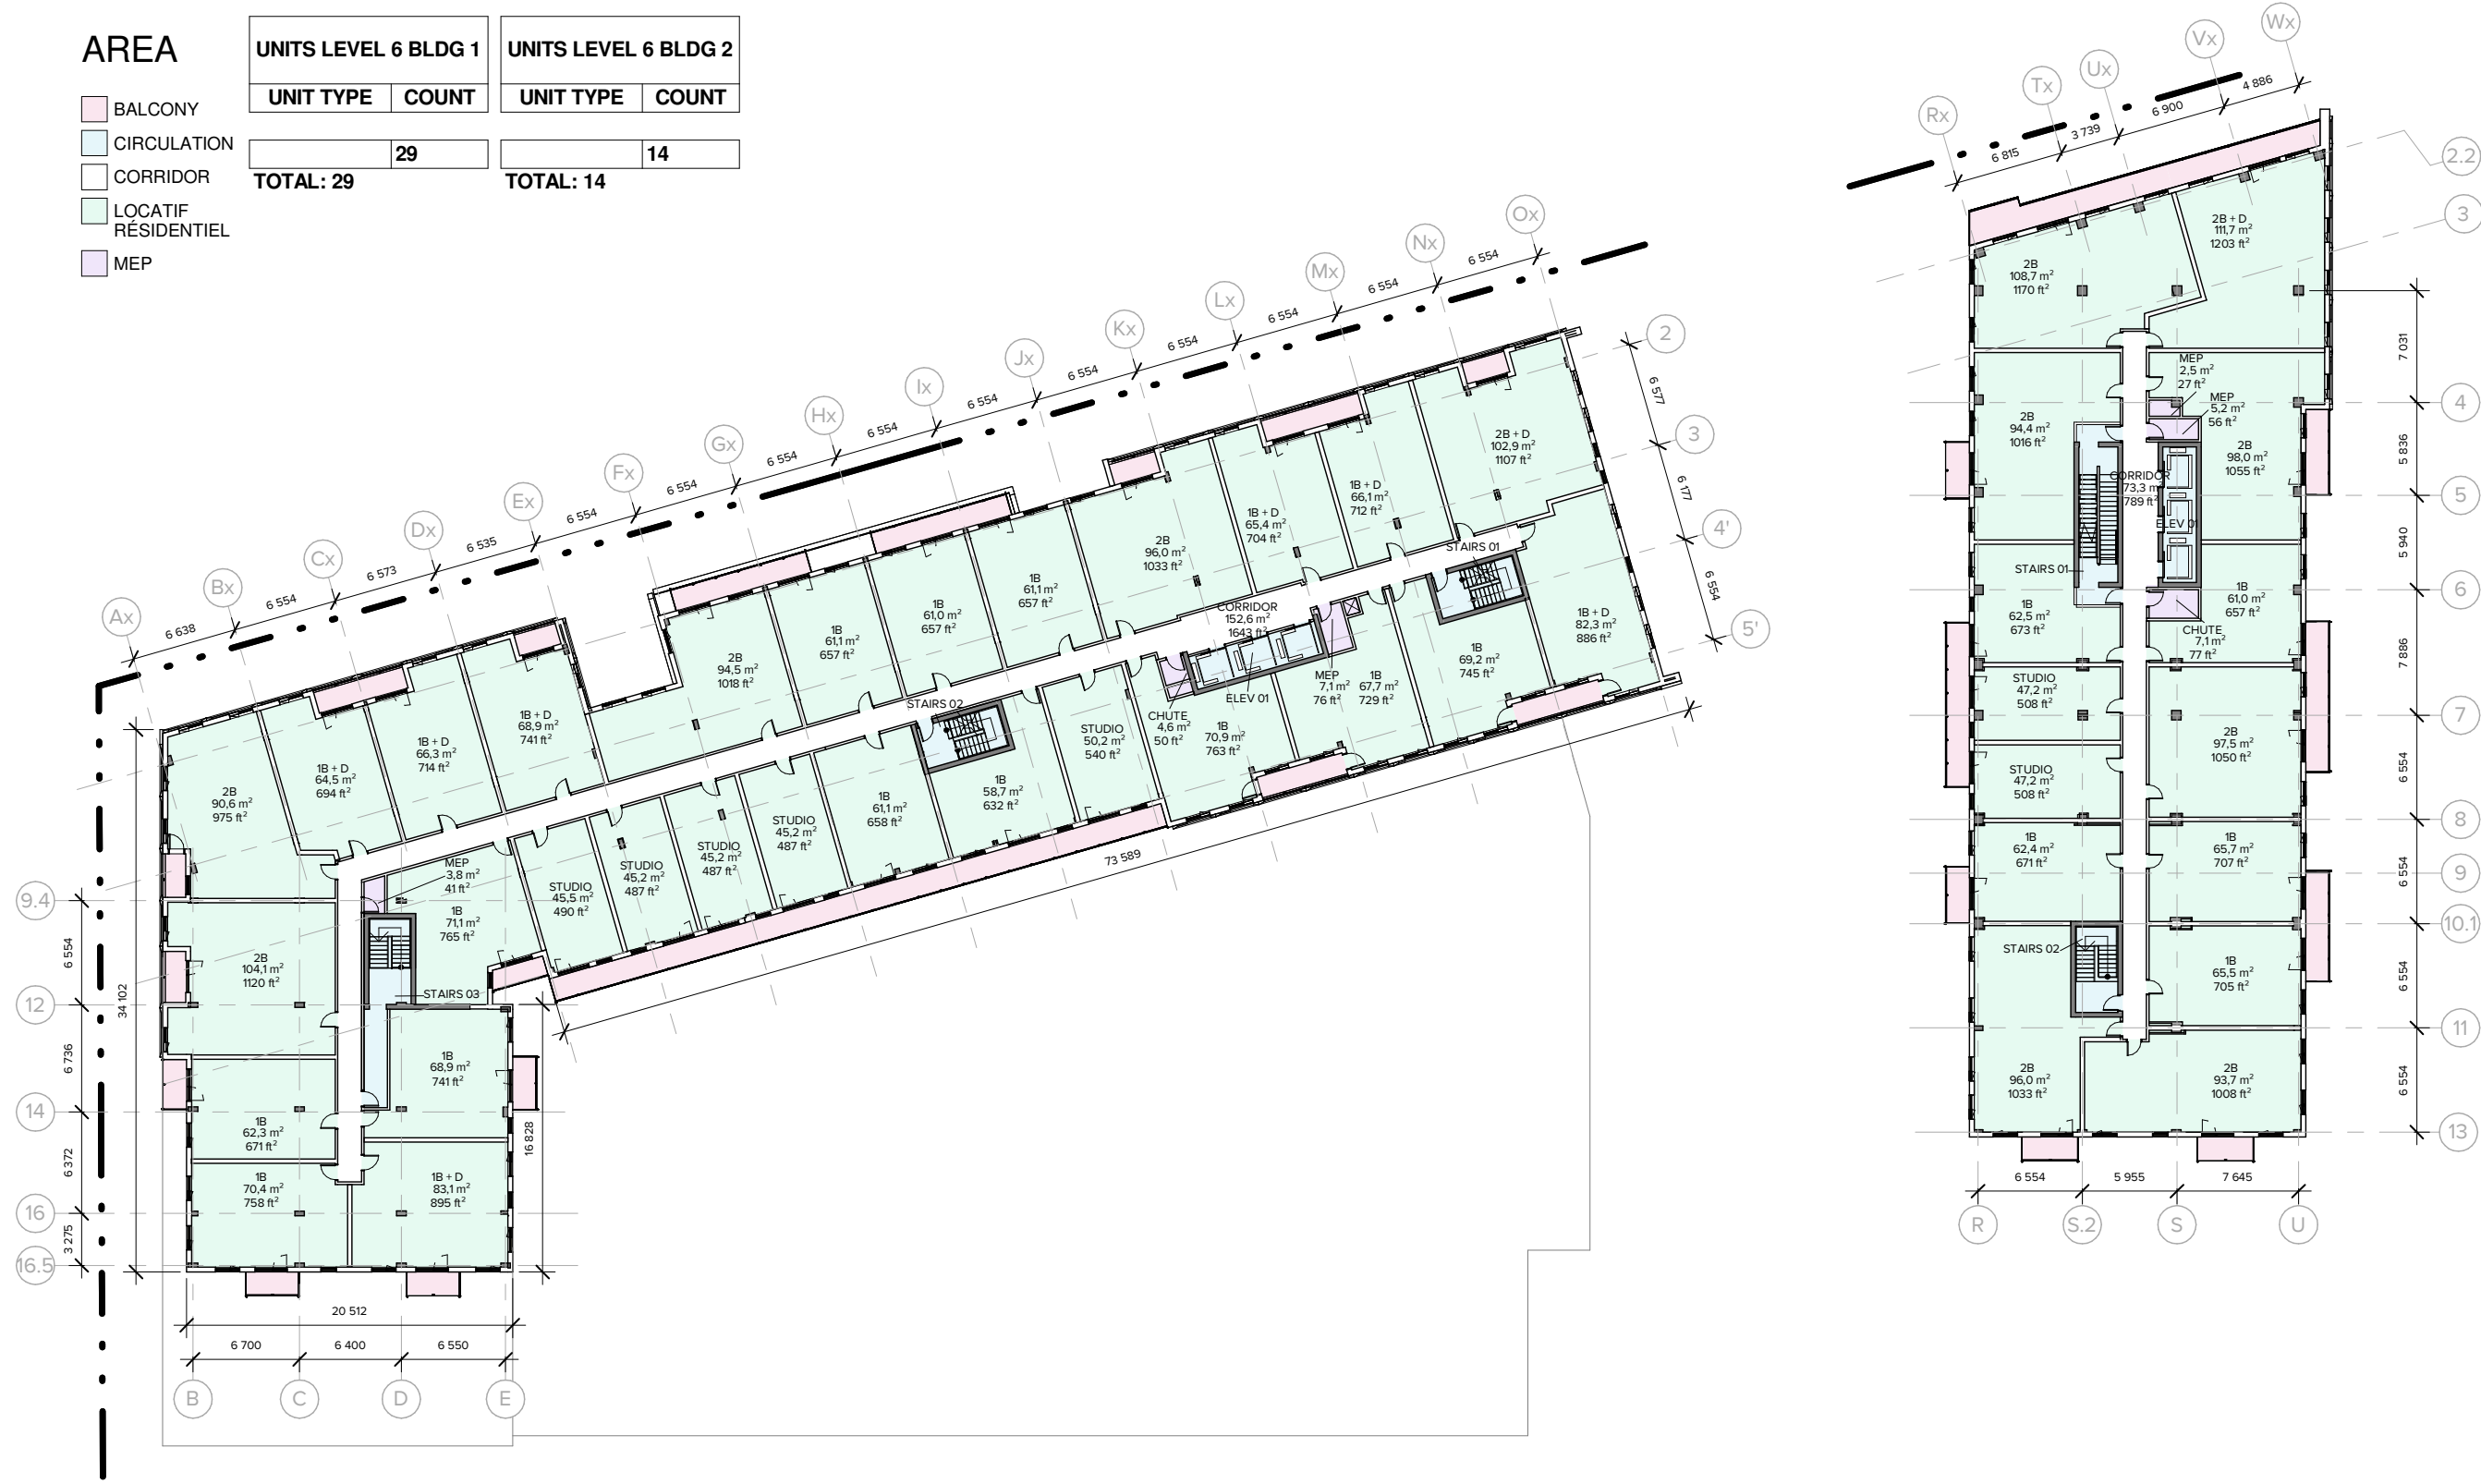 AREA
BALCONY
CIRCULATION
CORRIDOR
LOCATIF
RÉSIDENTIEL
MEP
UNITS LEVEL 6 BLDG 1
UNIT TYPE COUNT
29
TOTAL: 29
UNITS LEVEL 6 BLDG 2
UNIT TYPE COUNT
14
TOTAL: 14
Ax
Bx
Cx
Dx
Ex
Fx
Gx
Hx
Ix
Jx
Kx
Lx
Mx
Nx
Ox
6 638
6 554
6 573
6 535
6 554
6 554
6 554
6 554
6 554
6 554
6 554
6 554
6 554
6 554
2
3
4'
5'
6 577
6 177
6 554
2B
90,6 m²
975 ft²
1B + D
64,5 m²
694 ft²
1B + D
66,3 m²
714 ft²
1B + D
68,9 m²
741 ft²
2B
94,5 m²
1018 ft²
1B
61,1 m²
657 ft²
1B
61,0 m²
657 ft²
1B
61,1 m²
657 ft²
2B
96,0 m²
1033 ft²
1B + D
65,4 m²
704 ft²
1B + D
66,1 m²
712 ft²
2B + D
102,9 m²
1107 ft²
STAIRS 01
1B + D
82,3 m²
886 ft²
1B
69,2 m²
745 ft²
CORRIDOR
152,6 m²
1643 ft²
MEP
7,1 m²
76 ft²
1B
67,7 m²
729 ft²
ELEV 01
CHUTE
4,6 m²
50 ft²
1B
70,9 m²
763 ft²
STUDIO
50,2 m²
540 ft²
STAIRS 02
1B
58,7 m²
632 ft²
1B
61,1 m²
658 ft²
STUDIO
45,2 m²
487 ft²
STUDIO
45,2 m²
487 ft²
STUDIO
45,2 m²
487 ft²
STUDIO
45,5 m²
490 ft²
MEP
3,8 m²
41 ft²
1B
71,1 m²
765 ft²
STAIRS 03
2B
104,1 m²
1120 ft²
1B
68,9 m²
741 ft²
1B
62,3 m²
671 ft²
1B
70,4 m²
758 ft²
1B + D
83,1 m²
895 ft²
73 589
34 102
16 828
9.4
12
14
16
16.5
6 554
6 736
6 372
3 275
20 512
6 700
6 400
6 550
B
C
D
E
Rx
Tx
Ux
Vx
Wx
6 815
3 739
6 900
4 886
2.2
3
4
5
6
7
8
9
10.1
11
13
7 031
5 836
5 940
7 886
6 554
6 554
6 554
6 554
2B + D
111,7 m²
1203 ft²
2B
108,7 m²
1170 ft²
MEP
2,5 m²
27 ft²
MEP
5,2 m²
56 ft²
2B
94,4 m²
1016 ft²
2B
98,0 m²
1055 ft²
CORRIDOR
73,3 m²
789 ft²
ELEV 01
STAIRS 01
1B
62,5 m²
673 ft²
1B
61,0 m²
657 ft²
CHUTE
7,1 m²
77 ft²
STUDIO
47,2 m²
508 ft²
2B
97,5 m²
1050 ft²
STUDIO
47,2 m²
508 ft²
1B
62,4 m²
671 ft²
1B
65,7 m²
707 ft²
STAIRS 02
1B
65,5 m²
705 ft²
2B
96,0 m²
1033 ft²
2B
93,7 m²
1008 ft²
6 554
5 955
7 645
R
S.2
S
U